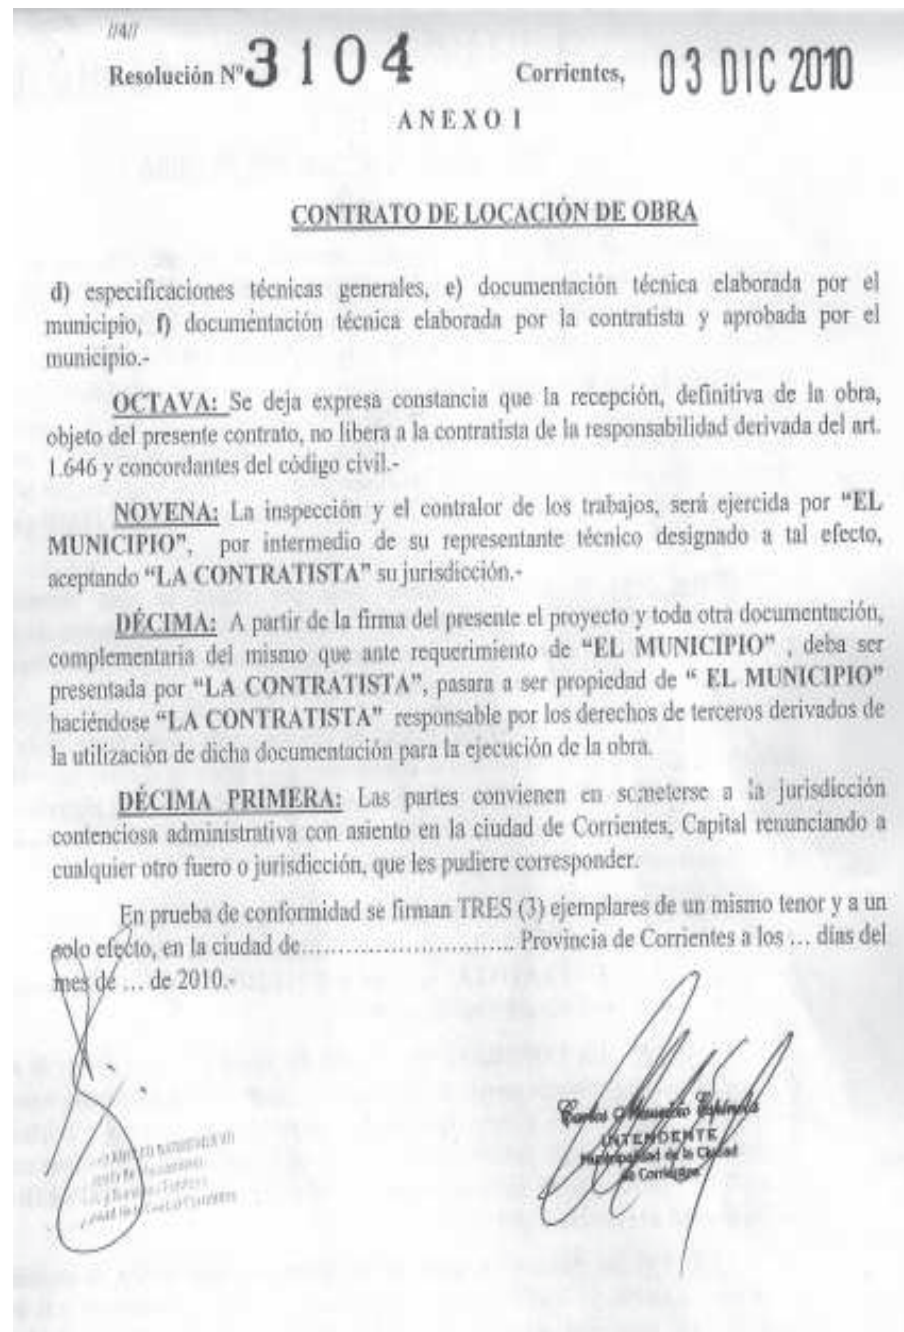 //4//
Resolución Nº 3104 Corrientes, 03 DIC 2010
ANEXO I
CONTRATO DE LOCACIÓN DE OBRA
d) especificaciones técnicas generales, e) documentación técnica elaborada por el
municipio, f) documentación técnica elaborada por la contratista y aprobada por el
municipio.-
OCTAVA: Se deja expresa constancia que la recepción, definitiva de la obra,
objeto del presente contrato, no libera a la contratista de la responsabilidad derivada del art.
1.646 y concordantes del código civil.-
NOVENA: La inspección y el contralor de los trabajos, será ejercida por “EL
MUNICIPIO”, por intermedio de su representante técnico designado a tal efecto,
aceptando “LA CONTRATISTA” su jurisdicción.-
DÉCIMA: A partir de la firma del presente el proyecto y toda otra documentación,
complementaria del mismo que ante requerimiento de “EL MUNICIPIO” , deba ser
presentada por “LA CONTRATISTA”, pasara a ser propiedad de “ EL MUNICIPIO”
haciéndose “LA CONTRATISTA” responsable por los derechos de terceros derivados de
la utilización de dicha documentación para la ejecución de la obra.
DÉCIMA PRIMERA: Las partes convienen en someterse a la jurisdicción
contenciosa administrativa con asiento en la ciudad de Corrientes, Capital renunciando a
cualquier otro fuero o jurisdicción, que les pudiere corresponder.
En prueba de conformidad se firman TRES (3) ejemplares de un mismo tenor y a un
solo efecto, en la ciudad de........................... Provincia de Corrientes a los ... días del
mes de ... de 2010.-
Carlos Mauricio Espínola
INTENDENTE
Municipalidad de la Ciudad
de Corrientes